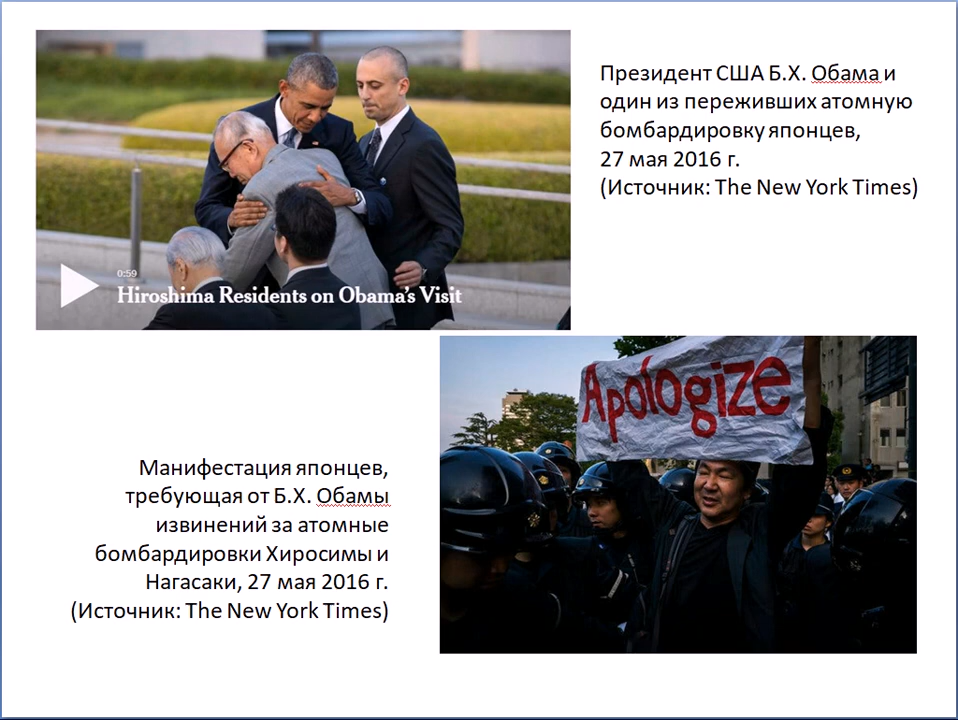 Президент США Б.Х. Обама и
один из переживших атомную
бомбардировку японцев,
27 мая 2016 г.
(Источник: The New York Times)
0:59
Hiroshima Residents on Obama's Visit
Apologize
Манифестация японцев,
требующая от Б.Х. Обамы
извинений за атомные
бомбардировки Хиросимы и
Нагасаки, 27 мая 2016 г.
(Источник: The New York Times)